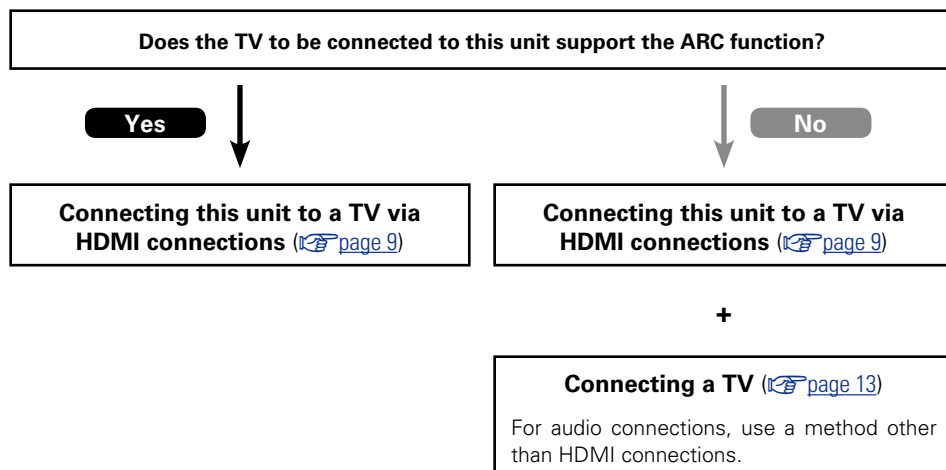 Does the TV to be connected to this unit support the ARC function?
Yes
No
Connecting this unit to a TV via
HDMI connections (page 9)
Connecting this unit to a TV via
HDMI connections (page 9)
+
Connecting a TV (page 13)
For audio connections, use a method other
than HDMI connections.